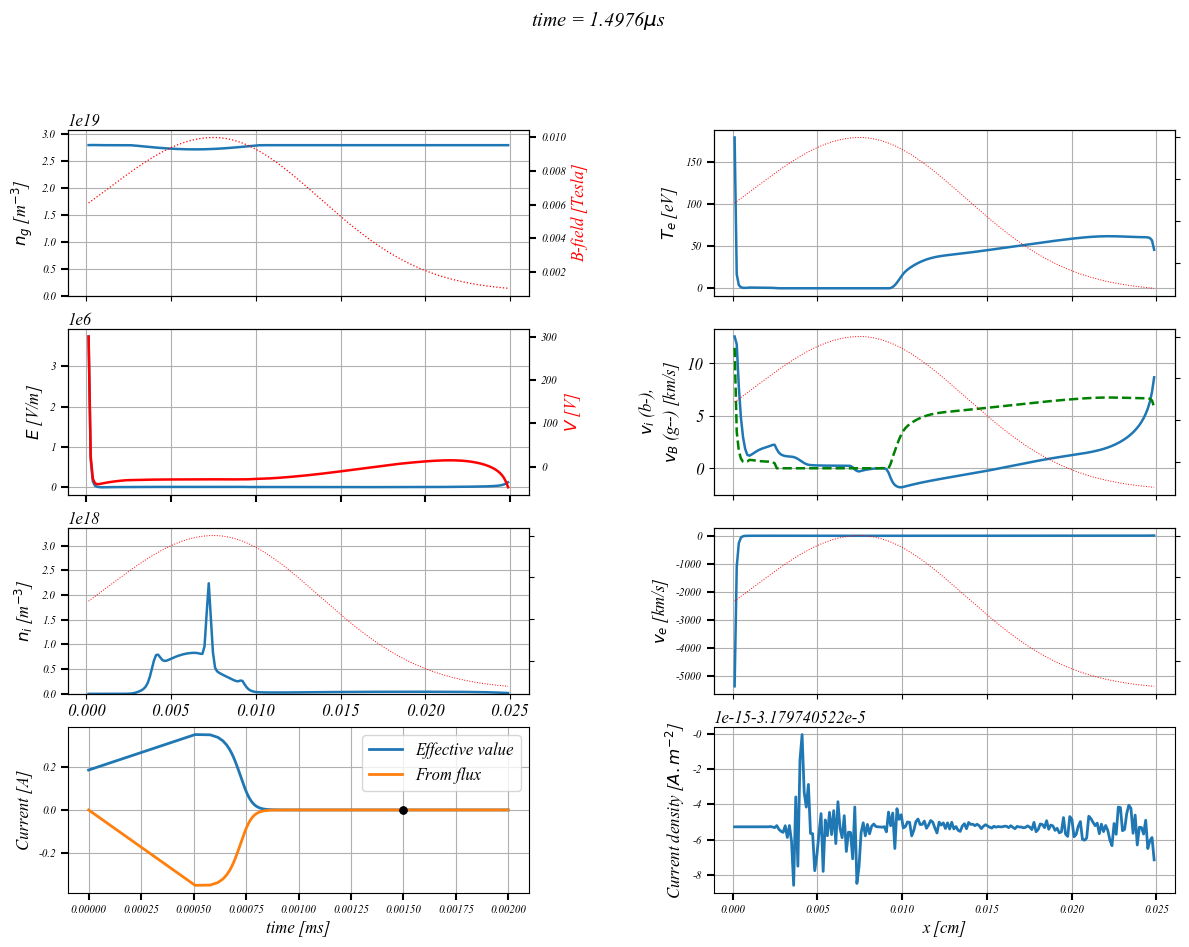 time = 1.4976μs
1e19
3.0
2.5
2.0
1.5
1.0
0.5
0.0
n_g [m⁻³]
0.010
0.008
0.006
0.004
0.002
B-field [Tesla]
150
100
50
0
T_e [eV]
1e6
3
2
1
0
E [V/m]
300
200
100
0
V [V]
10
5
0
v_i (b-),
v_B (g--) [km/s]
1e18
3.0
2.5
2.0
1.5
1.0
0.5
0.0
n_i [m⁻³]
0.000 0.005 0.010 0.015 0.020 0.025
0
-1000
-2000
-3000
-4000
-5000
v_e [km/s]
0.2
0.0
-0.2
Current [A]
Effective value
From flux
0.00000 0.00025 0.00050 0.00075 0.00100 0.00125 0.00150 0.00175 0.00200
time [ms]
1e-15-3.179740522e-5
-0
-2
-4
-6
-8
Current density [A.m⁻²]
0.000 0.005 0.010 0.015 0.020 0.025
x [cm]